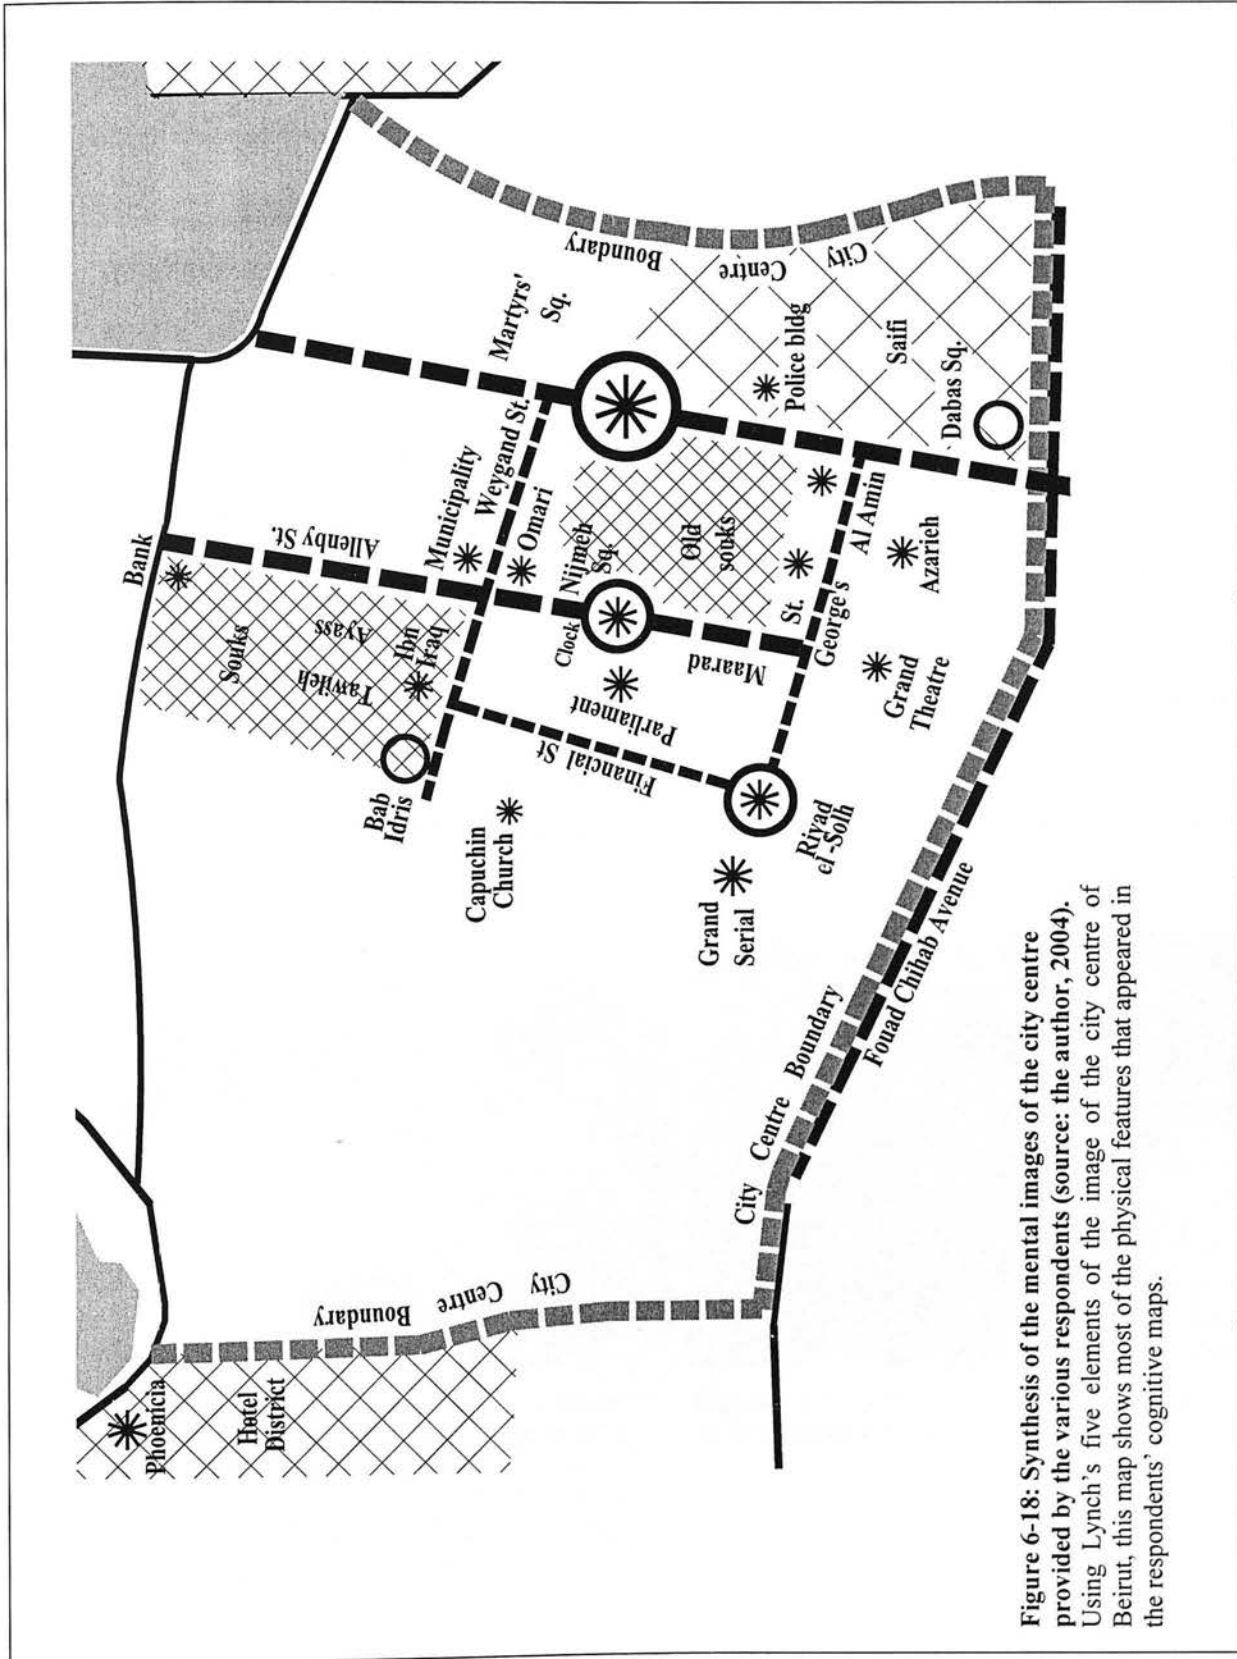 Phoenicia
Hotel
District
Boundary
Centre
City
Bank
Souks
Tawileh
Ayass
Ibn
Iraq
Allenby St.
Bab
Idris
Capuchin
Church
Municipality
Weygand St.
Omari
Martyrs'
Sq.
Nijmeh
Sq.
Clock
Parliament
Maarad
Financial St
Old
souks
Grand
Serial
Riyad
el -Solh
St.
George's
Al Amin
Grand
Theatre
Azarieh
Police bldg
Saifi
Dabas Sq.
Boundary
Centre
City
City Centre Boundary
Fouad Chihab Avenue
Figure 6-18: Synthesis of the mental images of the city centre
provided by the various respondents (source: the author, 2004).
Using Lynch's five elements of the image of the city centre of
Beirut, this map shows most of the physical features that appeared in
the respondents' cognitive maps.